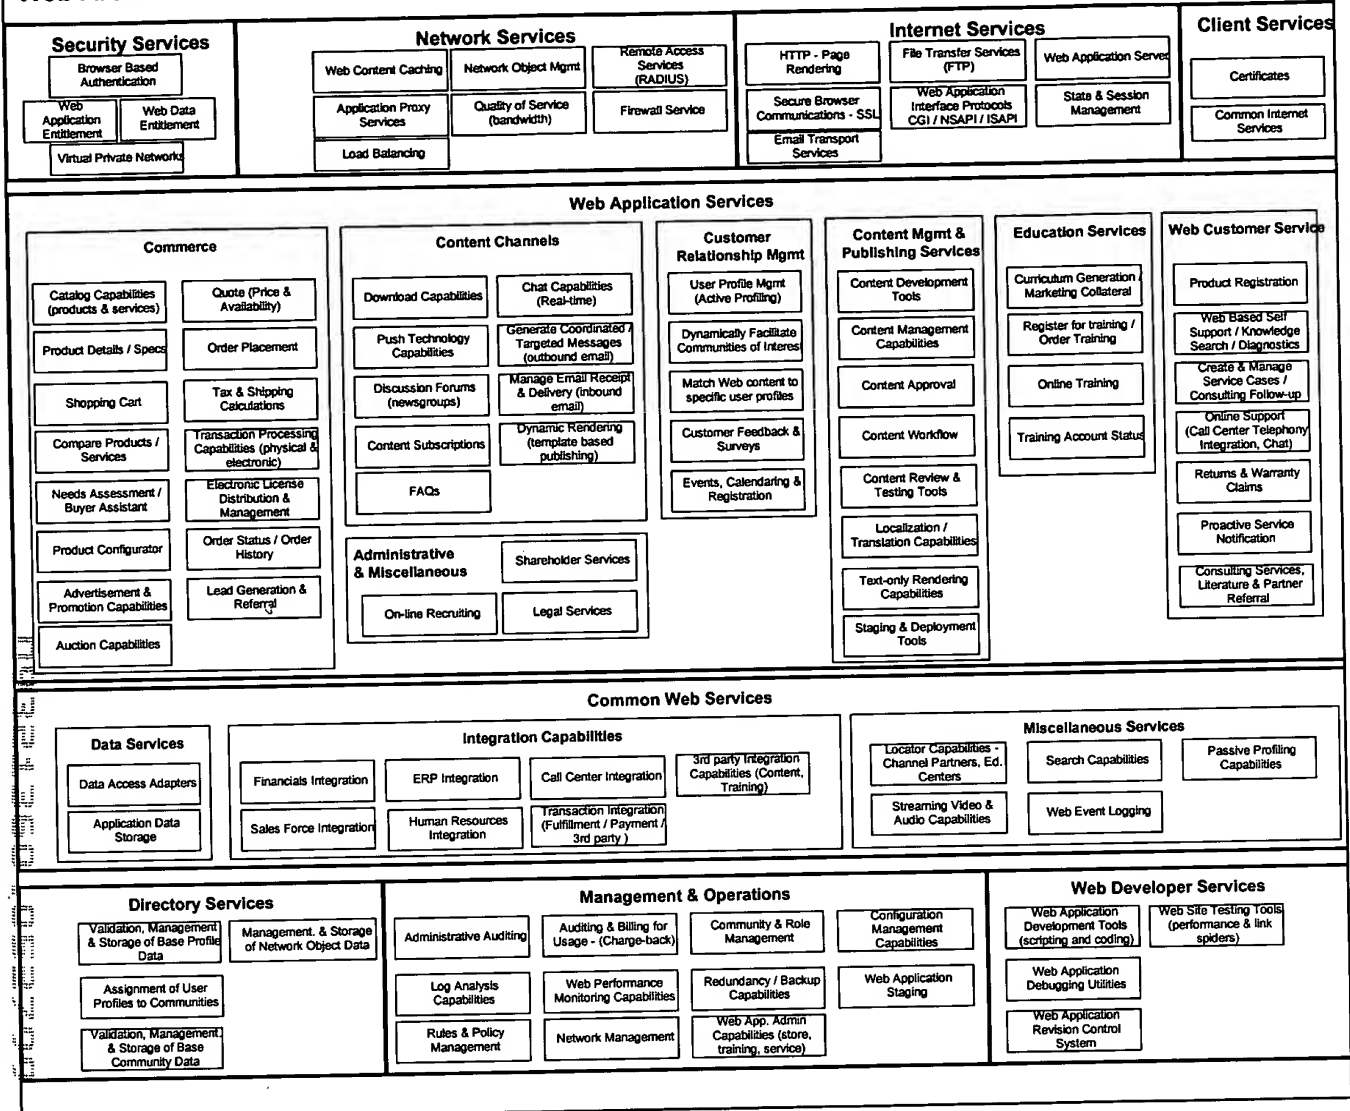 Security Services
Browser Based
Authentication
Web
Application
Entitlement
Web Data
Entitlement
Virtual Private Networks
Network Services
Web Content Caching
Network Object Mgmt
Remote Access
Services
(RADIUS)
Application Proxy
Services
Quality of Service
(bandwidth)
Firewall Service
Load Balancing
Internet Services
HTTP - Page
Rendering
File Transfer Services
(FTP)
Web Application Server
Secure Browser
Communications - SSL
Web Application
Interface Protocols
CGI / NSAPI / ISAPI
State & Session
Management
Email Transport
Services
Client Services
Certificates
Common Internet
Services
Web Application Services
Commerce
Catalog Capabilities
(products & services)
Quote (Price &
Availability)
Product Details / Specs
Order Placement
Shopping Cart
Tax & Shipping
Calculations
Compare Products /
Services
Transaction Processing
Capabilities (physical &
electronic)
Needs Assessment /
Buyer Assistant
Electronic License
Distribution &
Management
Product Configurator
Order Status / Order
History
Advertisement &
Promotion Capabilities
Lead Generation &
Referral
Auction Capabilities
Content Channels
Download Capabilities
Chat Capabilities
(Real-time)
Push Technology
Capabilities
Generate Coordinated /
Targeted Messages
(outbound email)
Discussion Forums
(newsgroups)
Manage Email Receipt
& Delivery (inbound
email)
Content Subscriptions
Dynamic Rendering
(template based
publishing)
FAQs
Administrative
& Miscellaneous
Shareholder Services
On-line Recruiting
Legal Services
Customer
Relationship Mgmt
User Profile Mgmt
(Active Profiling)
Dynamically Facilitate
Communities of Interest
Match Web content to
specific user profiles
Customer Feedback &
Surveys
Events, Calendaring &
Registration
Content Mgmt &
Publishing Services
Content Development
Tools
Content Management
Capabilities
Content Approval
Content Workflow
Content Review &
Testing Tools
Localization /
Translation Capabilities
Text-only Rendering
Capabilities
Staging & Deployment
Tools
Education Services
Curriculum Generation /
Marketing Collateral
Register for training /
Order Training
Online Training
Training Account Status
Web Customer Service
Product Registration
Web Based Self
Support / Knowledge
Search / Diagnostics
Create & Manage
Service Cases /
Consulting Follow-up
Online Support
(Call Center Telephony
Integration, Chat)
Returns & Warranty
Claims
Proactive Service
Notification
Consulting Services,
Literature & Partner
Referral
Common Web Services
Data Services
Data Access Adapters
Application Data
Storage
Integration Capabilities
Financials Integration
ERP Integration
Call Center Integration
3rd party Integration
Capabilities (Content,
Training)
Sales Force Integration
Human Resources
Integration
Transaction Integration
(Fulfillment / Payment /
3rd party )
Miscellaneous Services
Locator Capabilities -
Channel Partners, Ed.
Centers
Search Capabilities
Passive Profiling
Capabilities
Streaming Video &
Audio Capabilities
Web Event Logging
Directory Services
Validation, Management
& Storage of Base Profile
Data
Management. & Storage
of Network Object Data
Assignment of User
Profiles to Communities
Validation, Management.
& Storage of Base
Community Data
Management & Operations
Administrative Auditing
Auditing & Billing for
Usage - (Charge-back)
Community & Role
Management
Configuration
Management
Capabilities
Log Analysis
Capabilities
Web Performance
Monitoring Capabilities
Redundancy / Backup
Capabilities
Web Application
Staging
Rules & Policy
Management
Network Management
Web App. Admin
Capabilities (store,
training, service)
Web Developer Services
Web Application
Development Tools
(scripting and coding)
Web Site Testing Tools
(performance & link
spiders)
Web Application
Debugging Utilities
Web Application
Revision Control
System